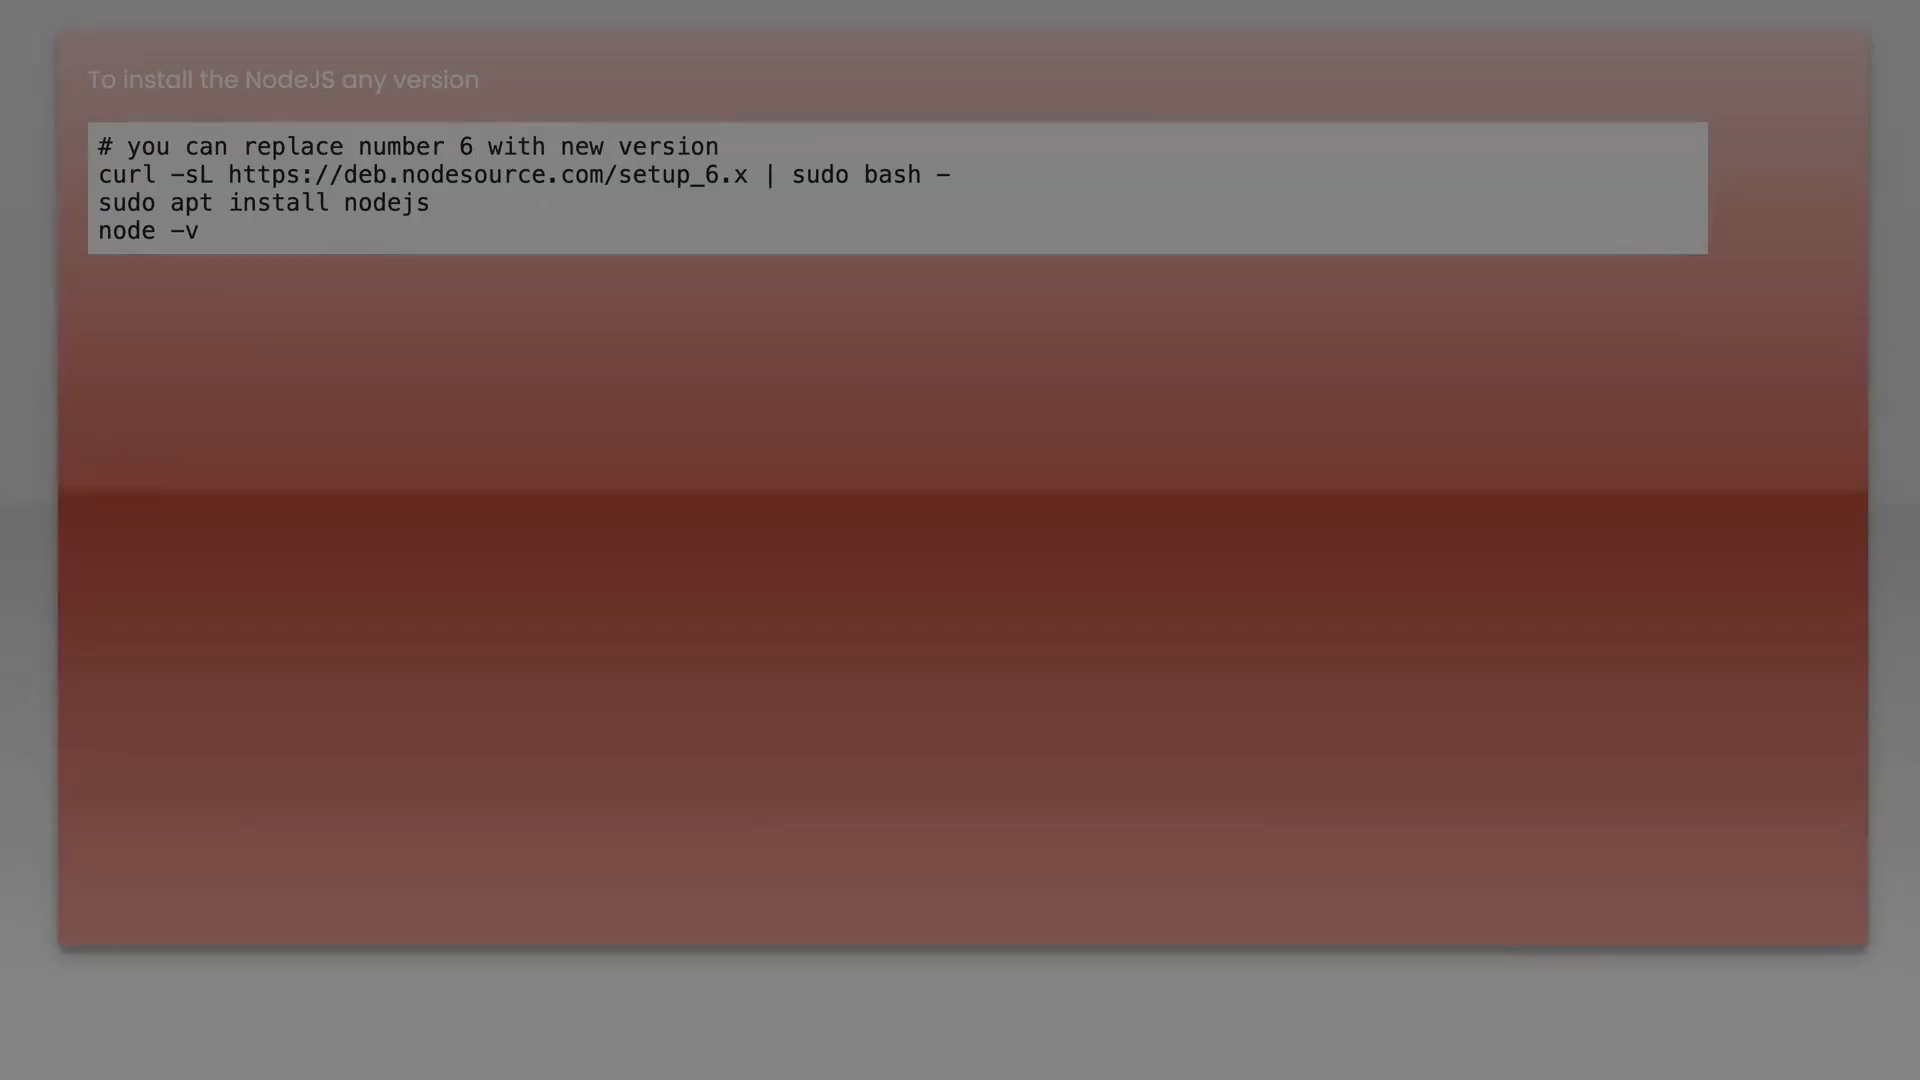 To install the NodeJS any version
# you can replace number 6 with new version
curl -sL https://deb.nodesource.com/setup_6.x | sudo bash -
sudo apt install nodejs
node -v